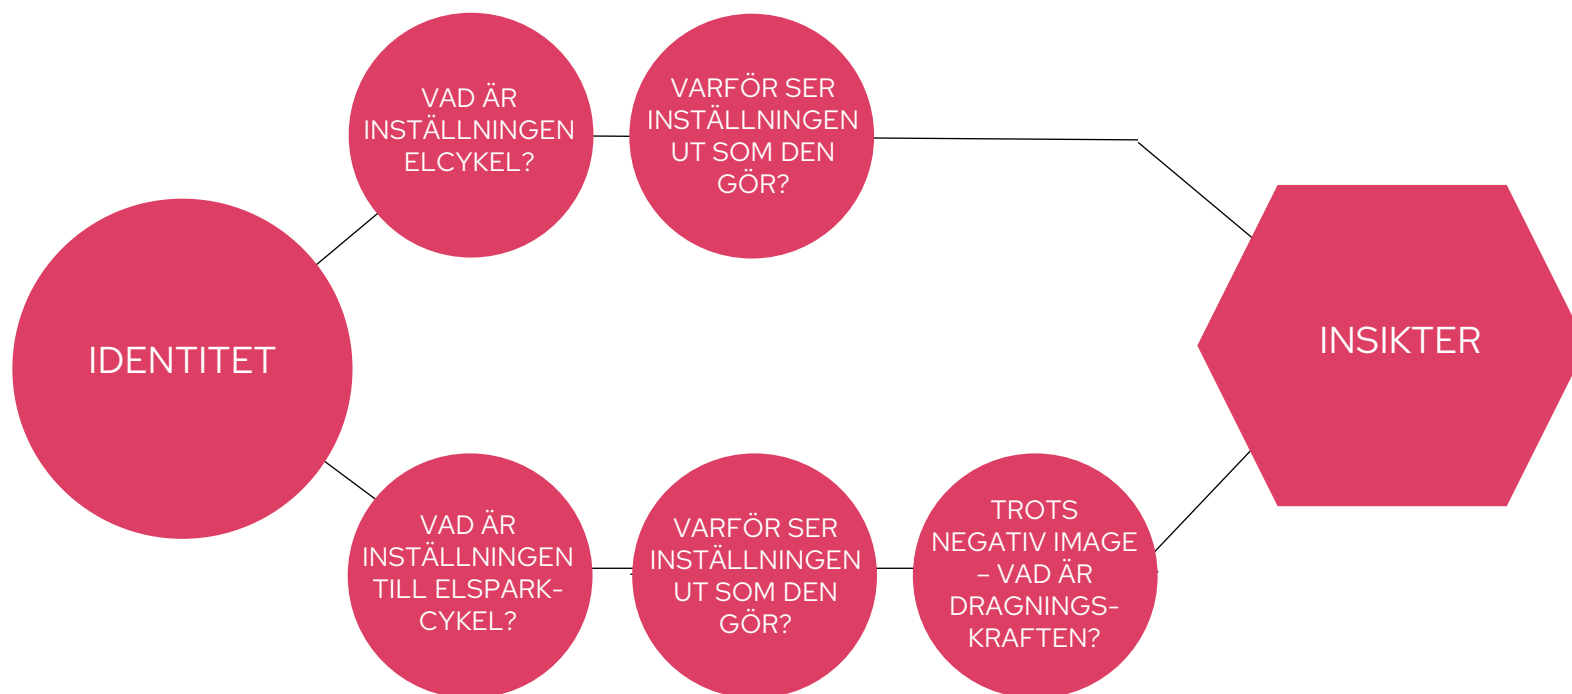 VAD ÄR
INSTÄLLNINGEN
ELCYKEL?
VARFÖR SER
INSTÄLLNINGEN
UT SOM DEN
GÖR?
IDENTITET
INSIKTER
VAD ÄR
INSTÄLLNINGEN
TILL ELSPARK-
CYKEL?
VARFÖR SER
INSTÄLLNINGEN
UT SOM DEN
GÖR?
TROTS
NEGATIV IMAGE
– VAD ÄR
DRAGNINGS-
KRAFTEN?